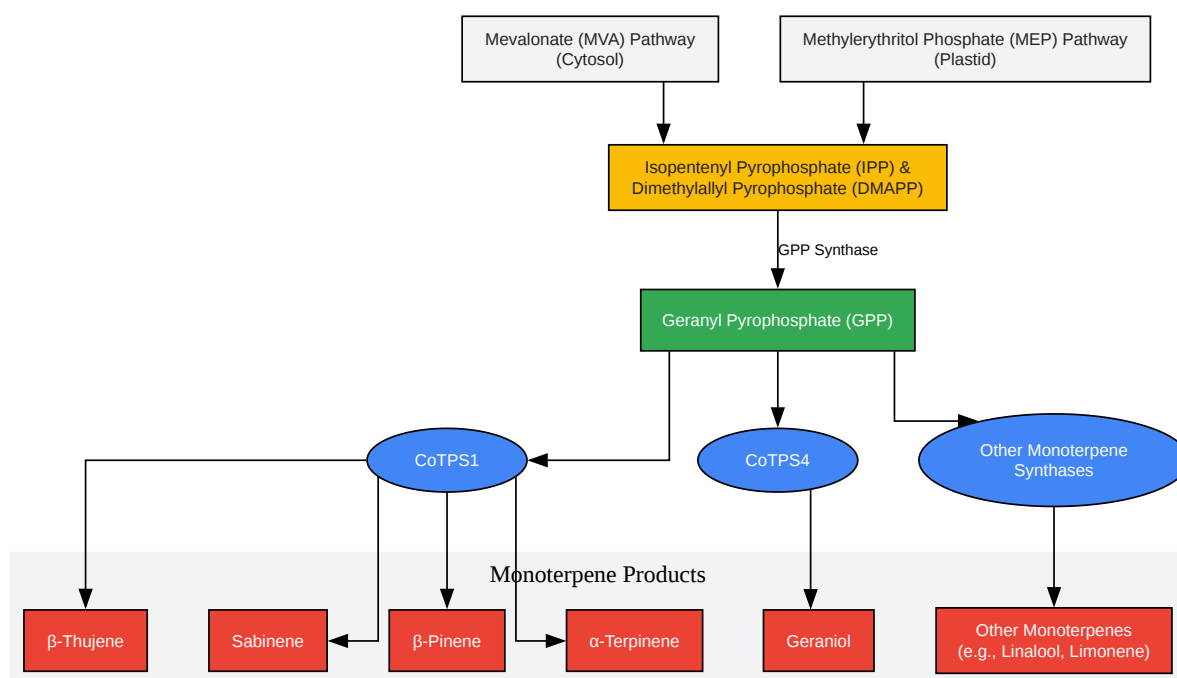 Mevalonate (MVA) Pathway
(Cytosol)
Methylerythritol Phosphate (MEP) Pathway
(Plastid)
Isopentenyl Pyrophosphate (IPP) &
Dimethylallyl Pyrophosphate (DMAPP)
GPP Synthase
Geranyl Pyrophosphate (GPP)
CoTPS1
CoTPS4
Other Monoterpene
Synthases
Monoterpene Products
β-Thujene
Sabinene
β-Pinene
α-Terpinene
Geraniol
Other Monoterpenes
(e.g., Linalool, Limonene)